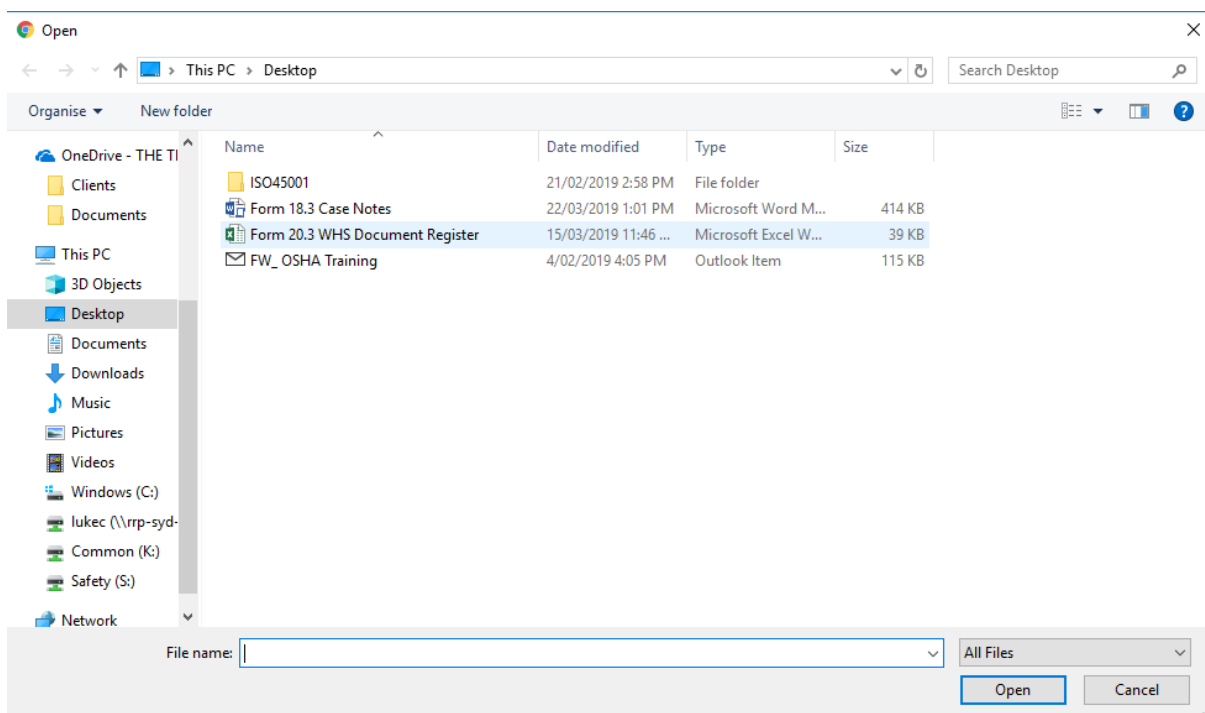 Open
This PC > Desktop
Search Desktop
Organise
New folder
?
Name Date modified Type Size
OneDrive - THE TI
Clients
Documents
This PC
3D Objects
Desktop
Documents
Downloads
Music
Pictures
Videos
Windows (C:)
lukec (\\rrp-syd-
Common (K:)
Safety (S:)
Network
ISO45001 21/02/2019 2:58 PM File folder
Form 18.3 Case Notes 22/03/2019 1:01 PM Microsoft Word M... 414 KB
Form 20.3 WHS Document Register 15/03/2019 11:46 ... Microsoft Excel W... 39 KB
FW_ OSHA Training 4/02/2019 4:05 PM Outlook Item 115 KB
File name:
All Files
Open Cancel